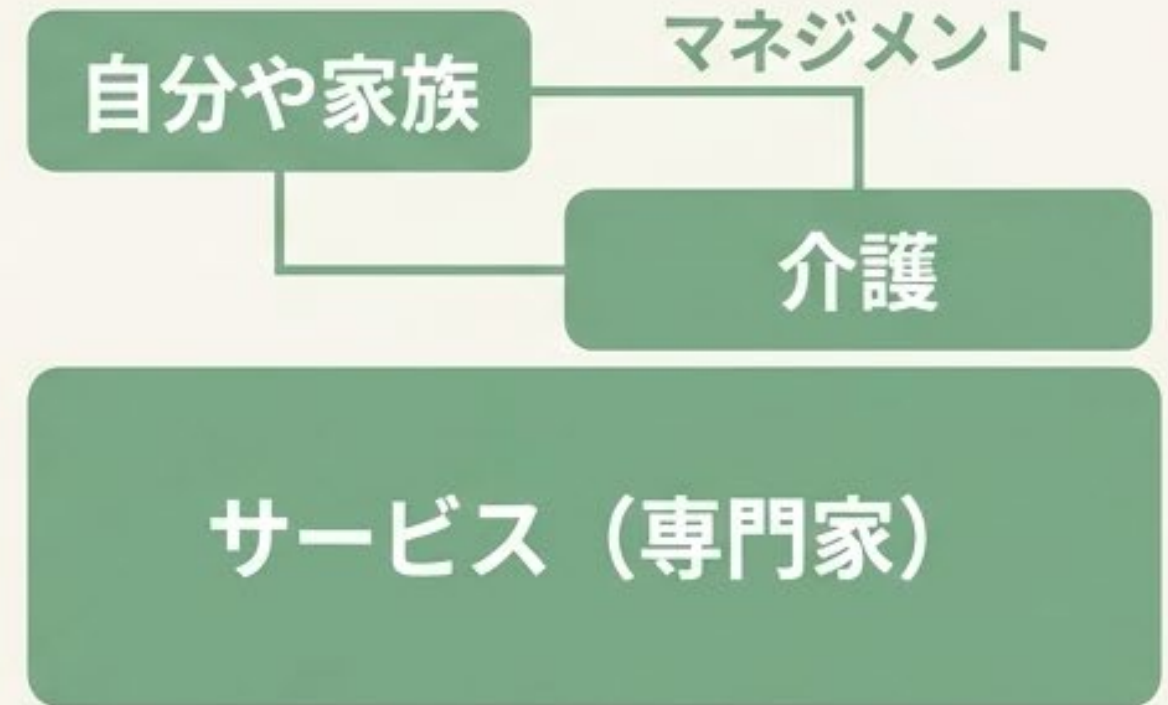 マネジメント
自分や家族
介護
サービス（専門家）